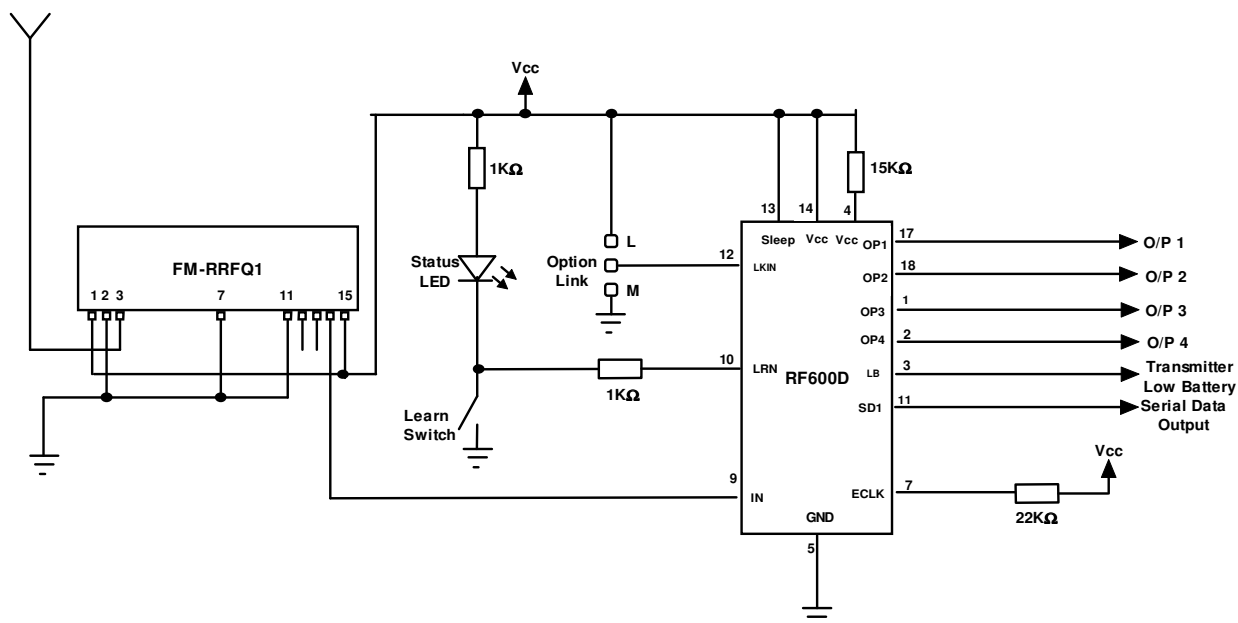 Vcc
1KΩ
15KΩ
13
14
4
FM-RRFQ1
1 2 3
7
11
15
Status
LED
Option
Link
L
M
12
Sleep
Vcc
Vcc
LKIN
OP1
17
O/P 1
OP2
18
O/P 2
OP3
1
O/P 3
OP4
2
O/P 4
10
LRN
RF600D
LB
3
Transmitter
Low Battery
1KΩ
SD1
11
Serial Data
Output
Learn
Switch
Vcc
9
IN
ECLK
7
22KΩ
GND
5